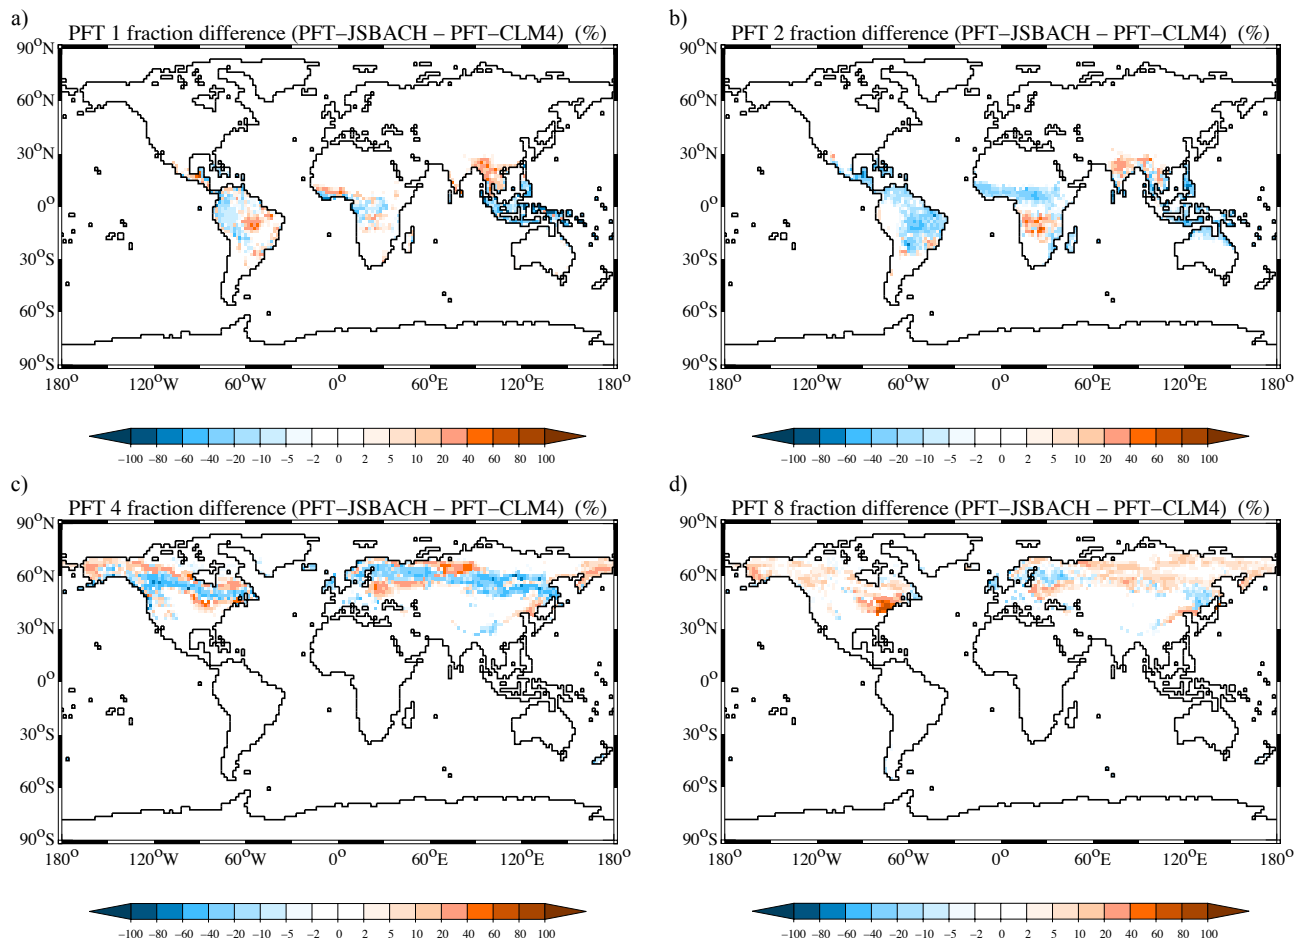 a)
PFT 1 fraction difference (PFT−JSBACH − PFT−CLM4) (%)
90°N
60°N
30°N
0°
30°S
60°S
90°S
180° 120°W 60°W 0° 60°E 120°E 180°
−100 −80 −60 −40 −20 −10 −5 −2 0 2 5 10 20 40 60 80 100
b)
PFT 2 fraction difference (PFT−JSBACH − PFT−CLM4) (%)
90°N
60°N
30°N
0°
30°S
60°S
90°S
180° 120°W 60°W 0° 60°E 120°E 180°
−100 −80 −60 −40 −20 −10 −5 −2 0 2 5 10 20 40 60 80 100
c)
PFT 4 fraction difference (PFT−JSBACH − PFT−CLM4) (%)
90°N
60°N
30°N
0°
30°S
60°S
90°S
180° 120°W 60°W 0° 60°E 120°E 180°
−100 −80 −60 −40 −20 −10 −5 −2 0 2 5 10 20 40 60 80 100
d)
PFT 8 fraction difference (PFT−JSBACH − PFT−CLM4) (%)
90°N
60°N
30°N
0°
30°S
60°S
90°S
180° 120°W 60°W 0° 60°E 120°E 180°
−100 −80 −60 −40 −20 −10 −5 −2 0 2 5 10 20 40 60 80 100